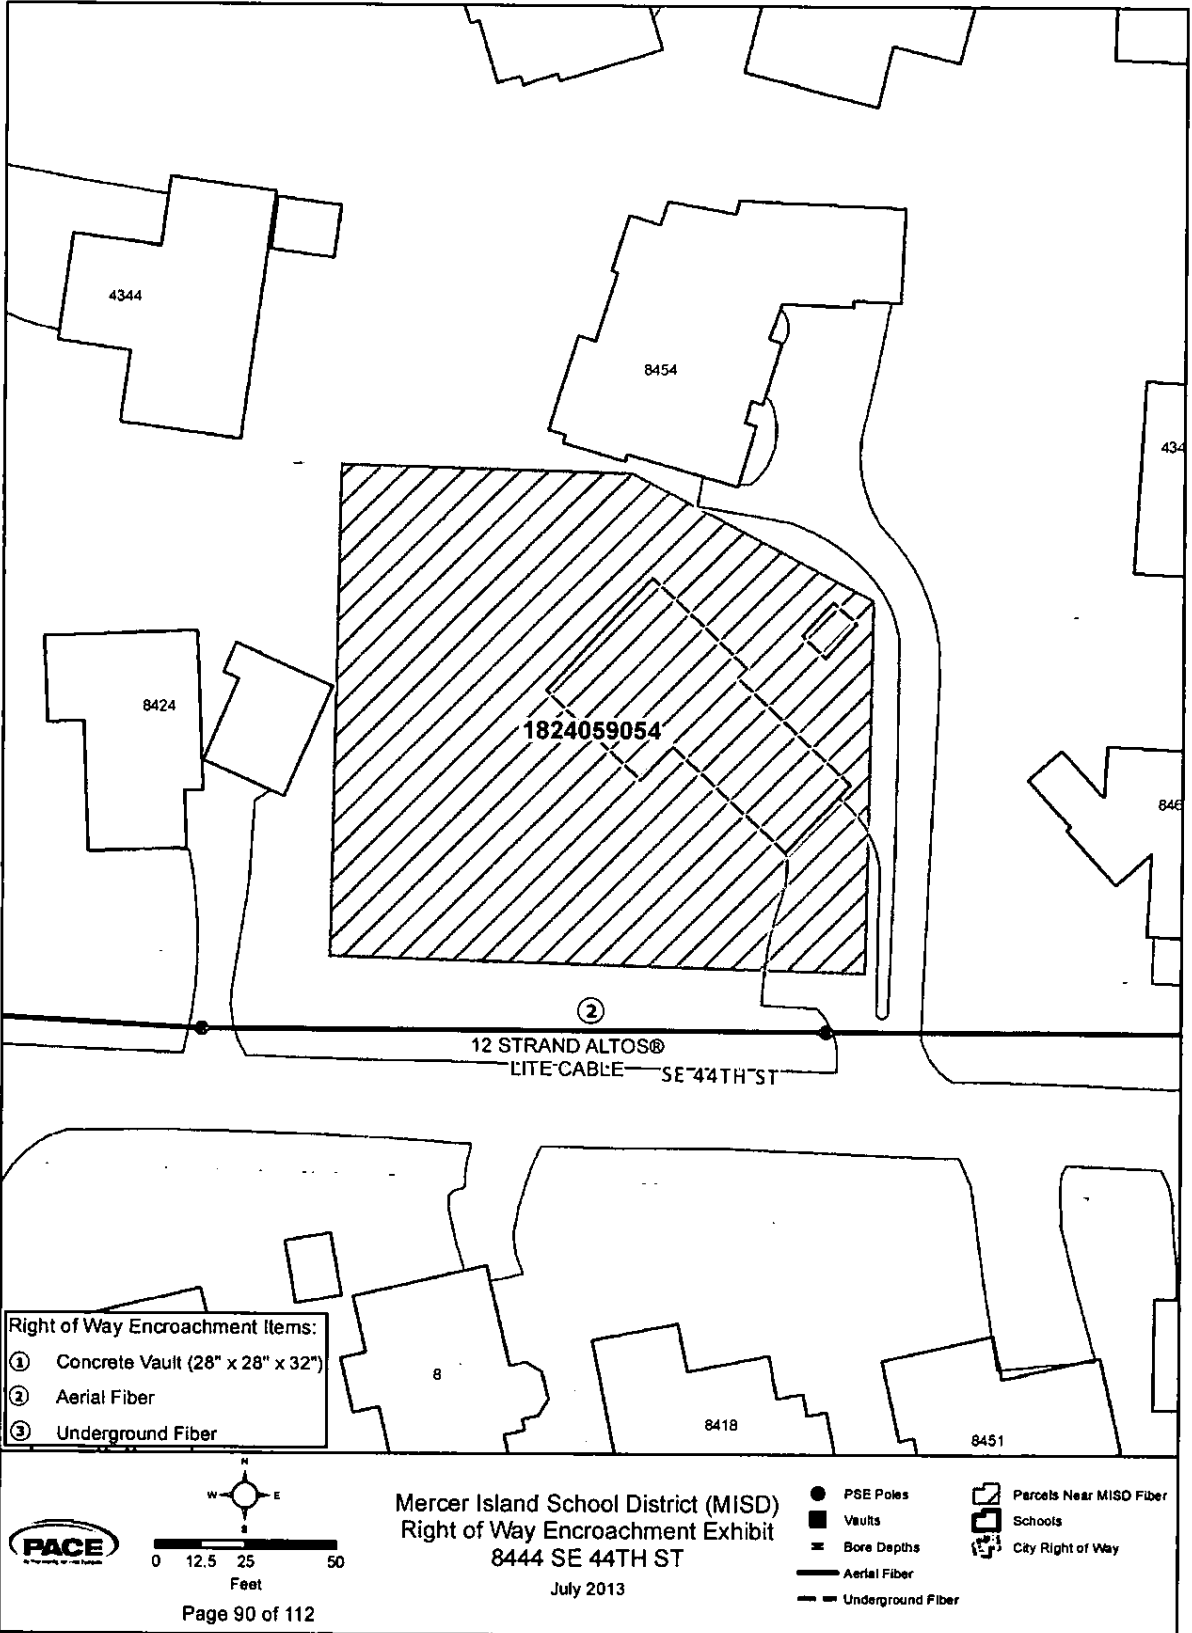 4344
8454
434
8424
1824059054
846
②
12 STRAND ALTOS®
LITE CABLE
SE 44TH ST
Right of Way Encroachment Items:
① Concrete Vault (28" x 28" x 32")
② Aerial Fiber
③ Underground Fiber
8
8418
8451
N
W E
S
PACE
0 12.5 25 50
Feet
Page 90 of 112
Mercer Island School District (MISD)
Right of Way Encroachment Exhibit
8444 SE 44TH ST
July 2013
PSE Poles
Vaults
Bore Depths
Aerial Fiber
Underground Fiber
Parcels Near MISD Fiber
Schools
City Right of Way